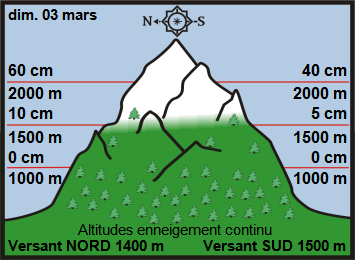 dim. 03 mars
N S
60 cm 40 cm
2000 m 2000 m
10 cm 5 cm
1500 m 1500 m
0 cm 0 cm
1000 m 1000 m
Altitudes enneigement continu
Versant NORD 1400 m Versant SUD 1500 m